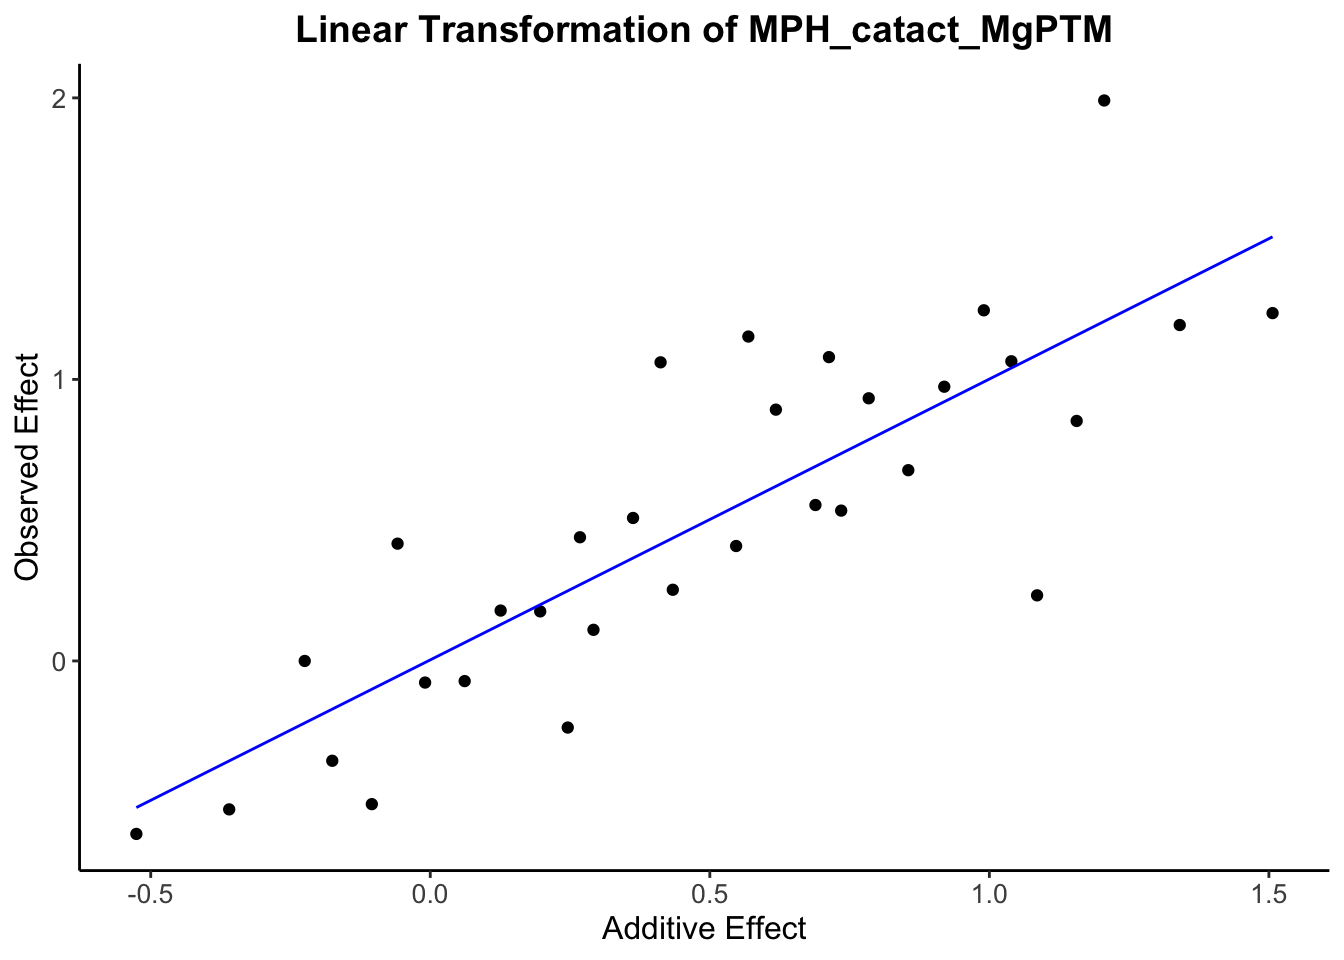 Linear Transformation of MPH_catact_MgPTM
2
1
0
Observed Effect
-0.5 0.0 0.5 1.0 1.5
Additive Effect